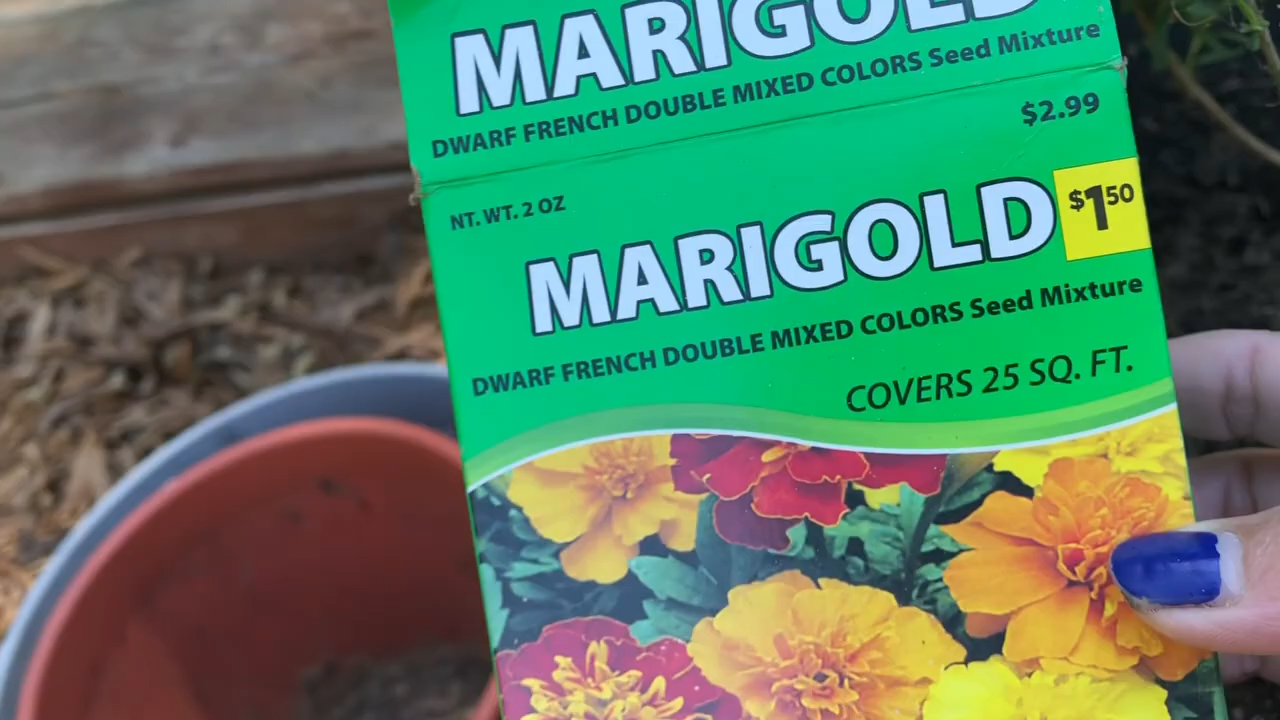 MARIGOLD
DWARF FRENCH DOUBLE MIXED COLORS Seed Mixture
$2.99
NT. WT. 2 OZ
MARIGOLD
$1 50
DWARF FRENCH DOUBLE MIXED COLORS Seed Mixture
COVERS 25 SQ. FT.